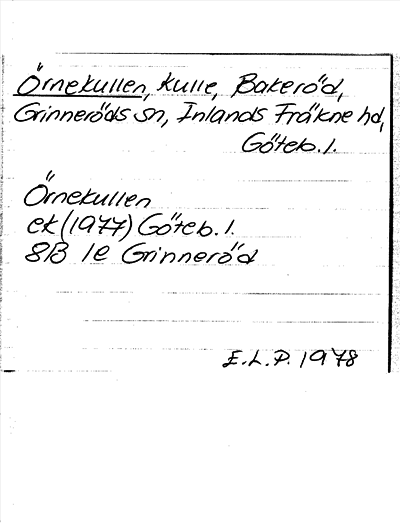 Örnekullen, kulle, Bakeröd,
Grinneröds sn, Inlands Fräkne hd,
Göteb. l.
Örnekullen
ek (1977) Göteb. l.
8B 1e Grinneröd
E.L.P. 1978